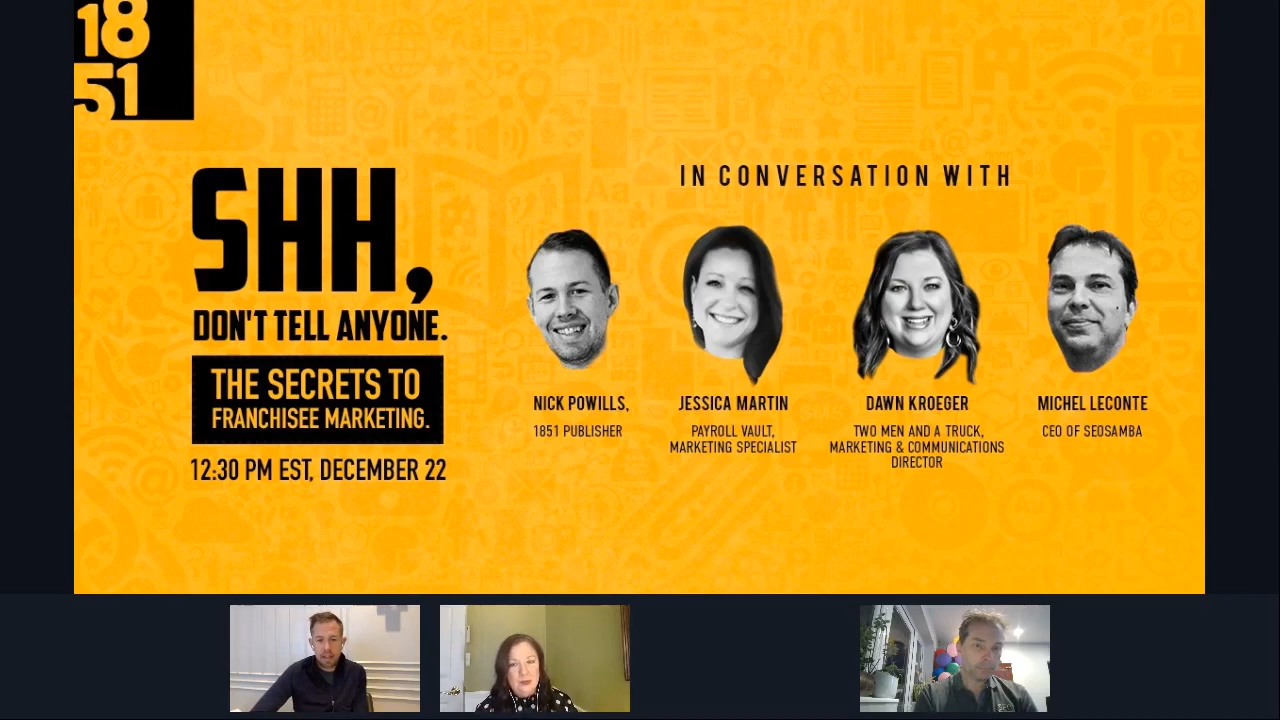 18
51
SHH,
DON'T TELL ANYONE.
THE SECRETS TO
FRANCHISEE MARKETING.
12:30 PM EST, DECEMBER 22
IN CONVERSATION WITH
NICK POWILLS,
1851 PUBLISHER
JESSICA MARTIN
PAYROLL VAULT,
MARKETING SPECIALIST
DAWN KROEGER
TWO MEN AND A TRUCK,
MARKETING & COMMUNICATIONS
DIRECTOR
MICHEL LECONTE
CEO OF SEOSAMBA